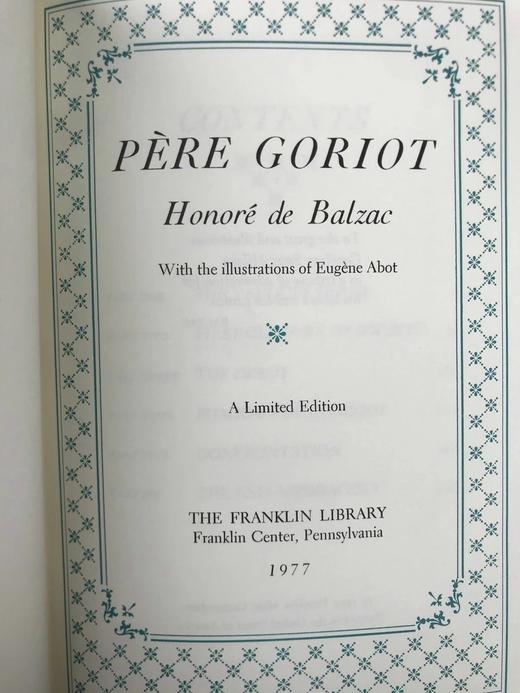 PÈRE GORIOT
Honoré de Balzac
With the illustrations of Eugène Abot
A Limited Edition
THE FRANKLIN LIBRARY
Franklin Center, Pennsylvania
1977